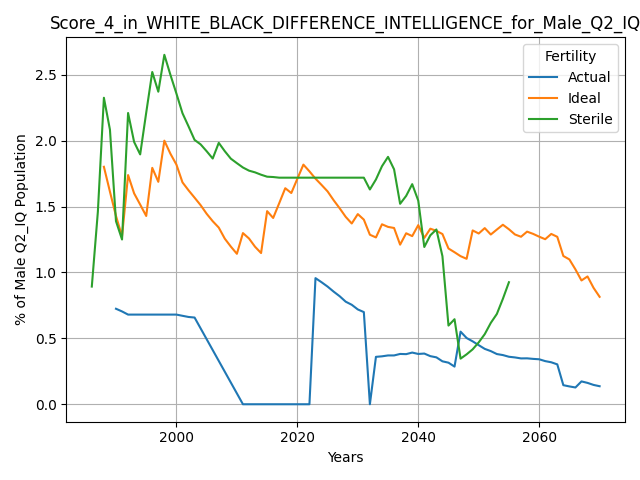 Score_4_in_WHITE_BLACK_DIFFERENCE_INTELLIGENCE_for_Male_Q2_IQ
Fertility
Actual
Ideal
Sterile
% of Male Q2_IQ Population
2.5
2.0
1.5
1.0
0.5
0.0
2000
2020
2040
2060
Years